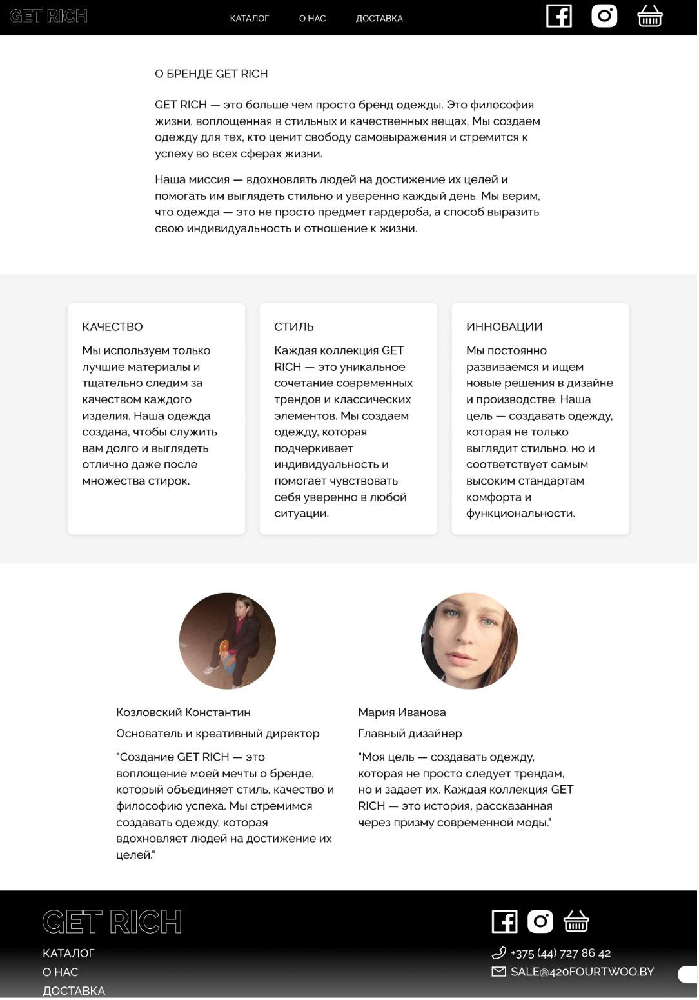 GET RICH
КАТАЛОГ О НАС ДОСТАВКА
О БРЕНДЕ GET RICH
GET RICH — это больше чем просто бренд одежды. Это философия
жизни, воплощенная в стильных и качественных вещах. Мы создаем
одежду для тех, кто ценит свободу самовыражения и стремится к
успеху во всех сферах жизни.
Наша миссия — вдохновлять людей на достижение их целей и
помогать им выглядеть стильно и уверенно каждый день. Мы верим,
что одежда — это не просто предмет гардероба, а способ выразить
свою индивидуальность и отношение к жизни.
КАЧЕСТВО
Мы используем только
лучшие материалы и
тщательно следим за
качеством каждого
изделия. Наша одежда
создана, чтобы служить
вам долго и выглядеть
отлично даже после
множества стирок.
СТИЛЬ
Каждая коллекция GET
RICH — это уникальное
сочетание современных
трендов и классических
элементов. Мы создаем
одежду, которая
подчеркивает
индивидуальность и
помогает чувствовать
себя уверенно в любой
ситуации.
ИННОВАЦИИ
Мы постоянно
развиваемся и ищем
новые решения в дизайне
и производстве. Наша
цель — создавать одежду,
которая не только
выглядит стильно, но и
соответствует самым
высоким стандартам
комфорта и
функциональности.
Козловский Константин
Основатель и креативный директор
"Создание GET RICH — это
воплощение моей мечты о бренде,
который объединяет стиль, качество и
философию успеха. Мы стремимся
создавать одежду, которая
вдохновляет людей на достижение их
целей."
Мария Иванова
Главный дизайнер
"Моя цель — создавать одежду,
которая не просто следует трендам,
но и задает их. Каждая коллекция GET
RICH — это история, рассказанная
через призму современной моды."
GET RICH
КАТАЛОГ
О НАС
ДОСТАВКА
+375 (44) 727 86 42
SALE@420FOURTWOO.BY